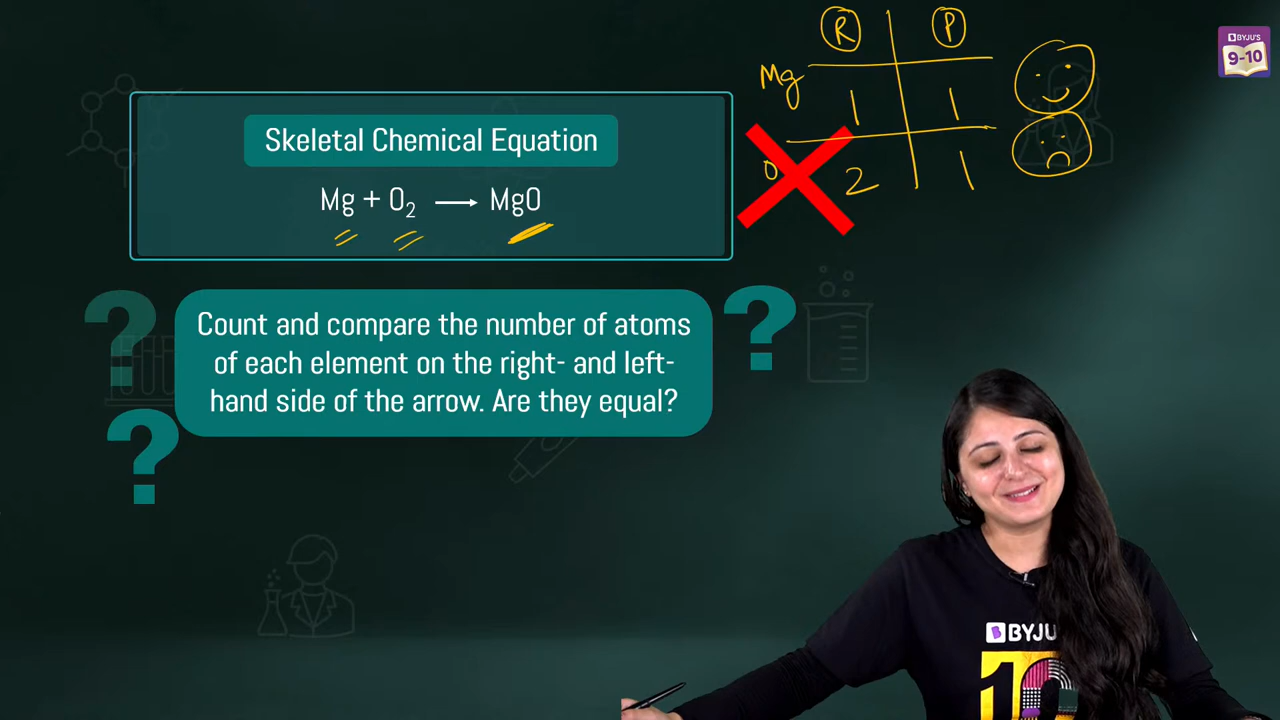 Skeletal Chemical Equation
Mg + O₂ ⟶ MgO
Count and compare the number of atoms
of each element on the right- and left-
hand side of the arrow. Are they equal?
?
?
?
R P
Mg 1 1
O 2 1
BYJU'S
9-10
BYJU
10